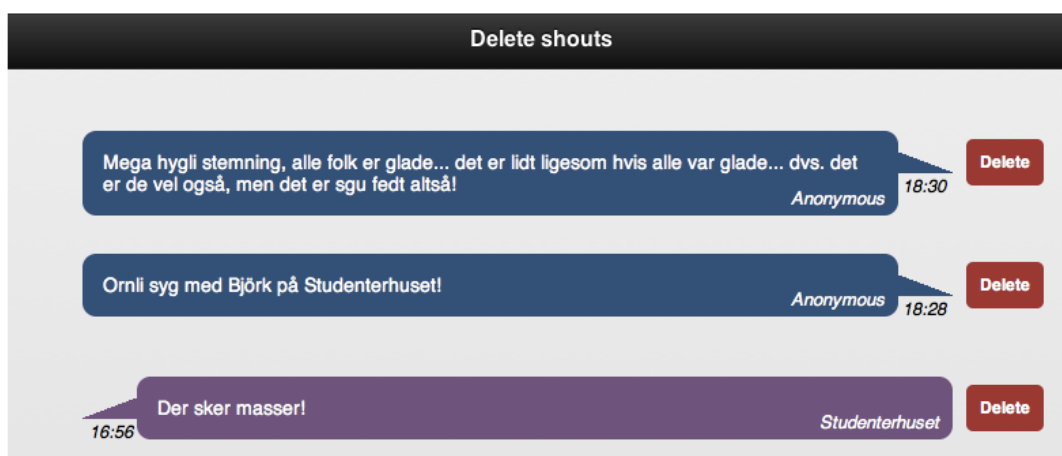 Delete shouts
Mega hygli stemning, alle folk er glade... det er lidt ligesom hvis alle var glade... dvs. det
er de vel også, men det er sgu fedt altså!
Anonymous
18:30
Delete
Ornli syg med Björk på Studenterhuset!
Anonymous
18:28
Delete
Der sker masser!
Studenterhuset
16:56
Delete